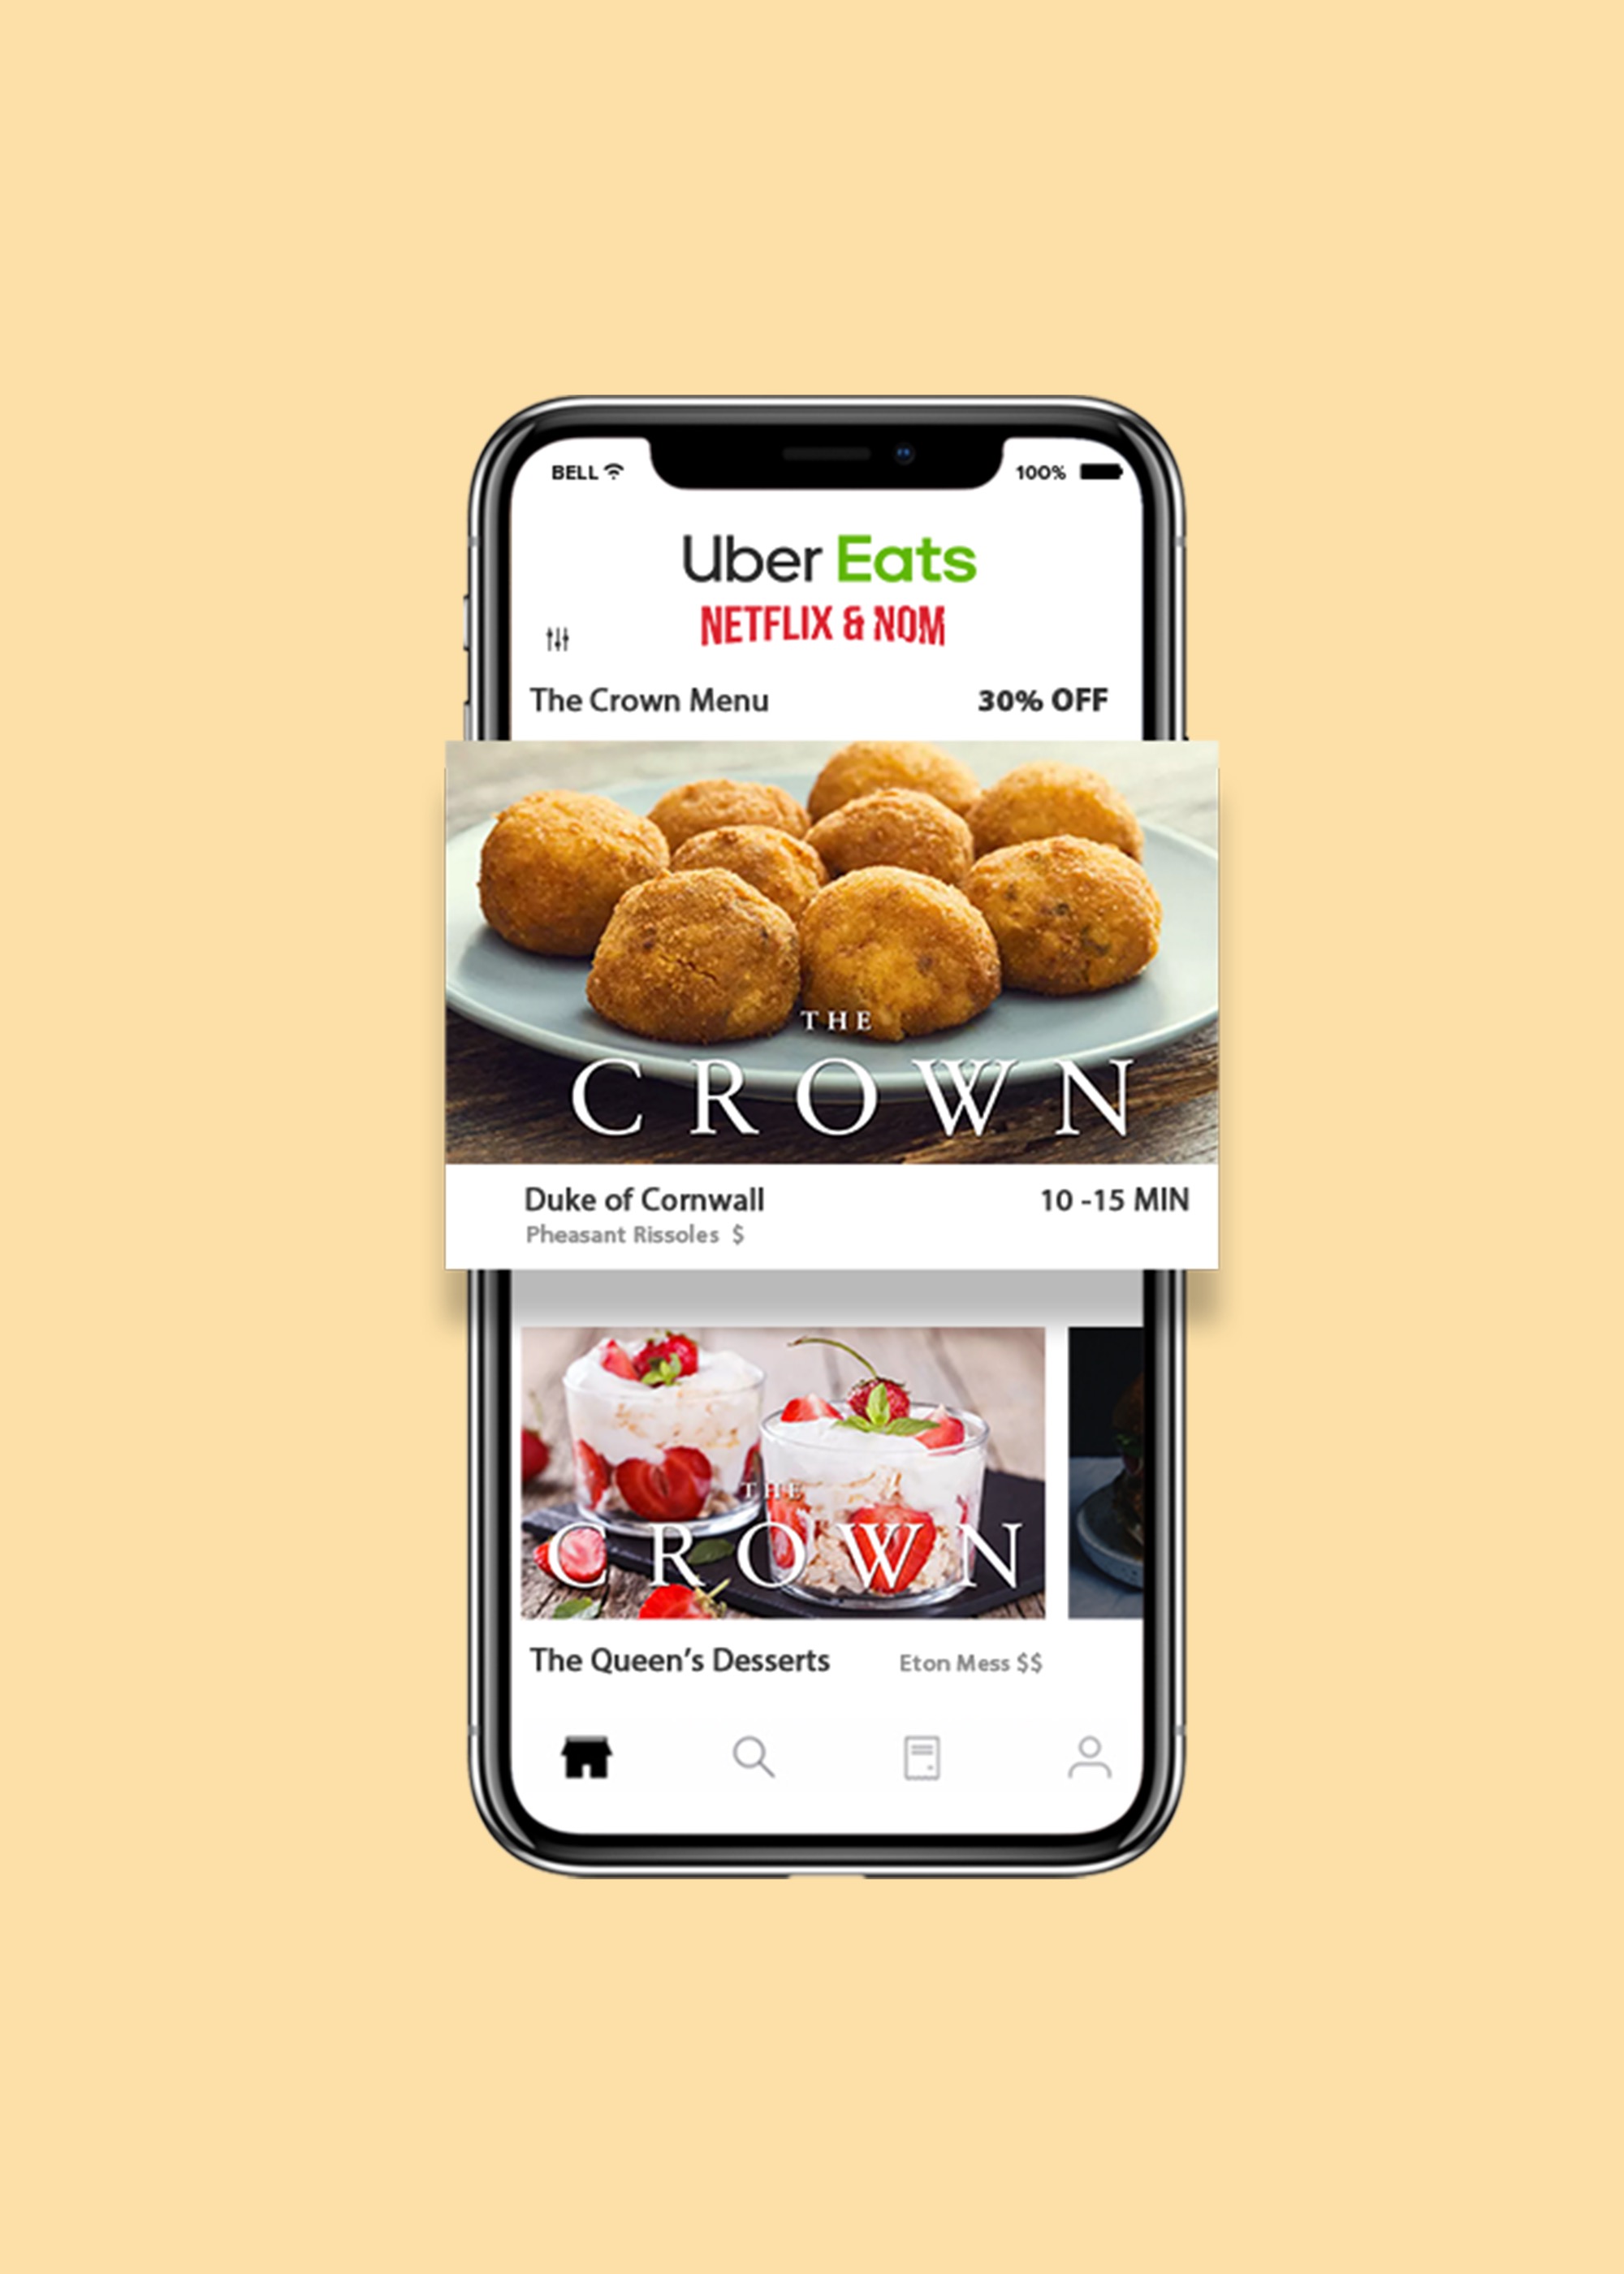 BELL 100%
Uber Eats
NETFLIX & NOM
The Crown Menu 30% OFF
THE
CROWN
Duke of Cornwall 10 -15 MIN
Pheasant Rissoles $
THE
CROWN
The Queen's Desserts Eton Mess $$